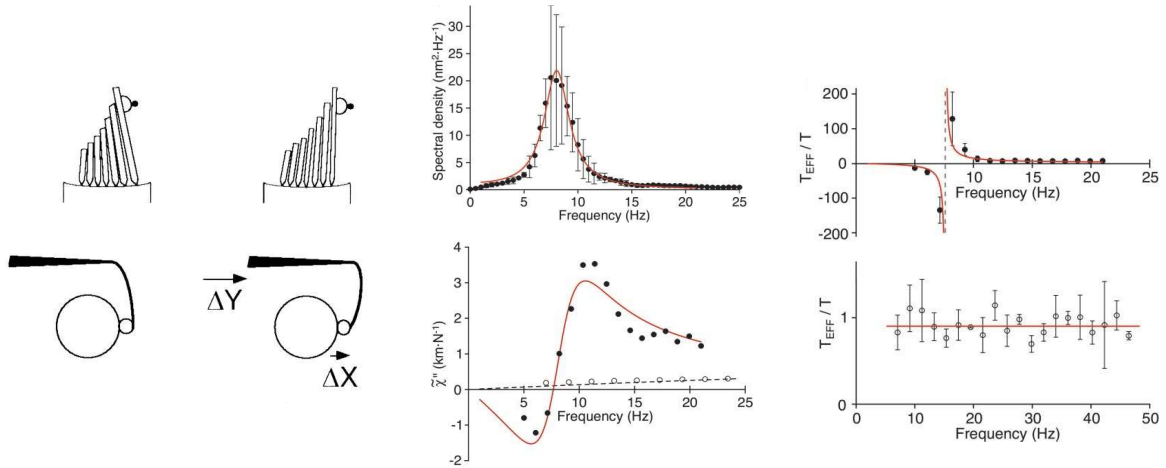 ΔY
ΔX
Spectral density (nm²·Hz⁻¹)
35
30
25
20
15
10
5
0
0 5 10 15 20 25
Frequency (Hz)
χ̃" (km·N⁻¹)
4
3
2
1
0
-1
-2
5 10 15 20 25
Frequency (Hz)
T_EFF / T
200
100
0
-100
-200
5 10 15 20 25
Frequency (Hz)
T_EFF / T
1
0
1
0 10 20 30 40 50
Frequency (Hz)